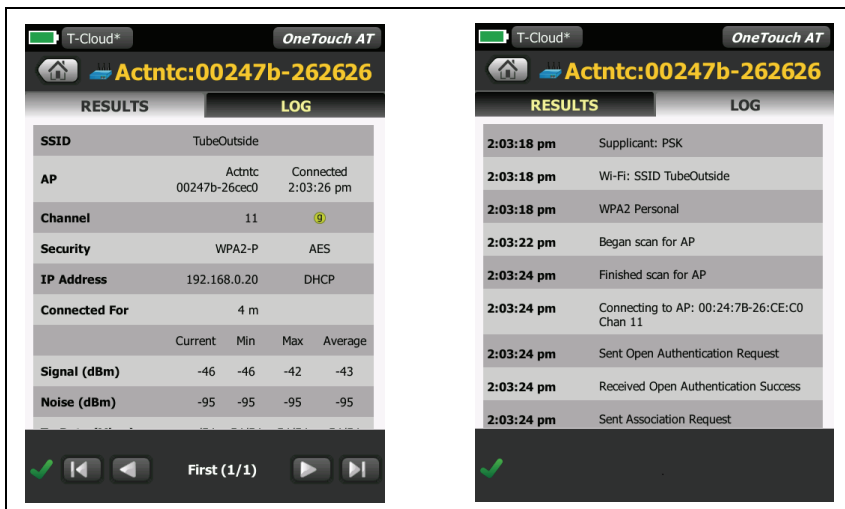 T-Cloud* OneTouch AT
Actntc:00247b-262626
RESULTS LOG
SSID TubeOutside
AP Actntc 00247b-26cec0 Connected 2:03:26 pm
Channel 11 g
Security WPA2-P AES
IP Address 192.168.0.20 DHCP
Connected For 4 m
Current Min Max Average
Signal (dBm) -46 -46 -42 -43
Noise (dBm) -95 -95 -95 -95
First (1/1)
T-Cloud* OneTouch AT
Actntc:00247b-262626
RESULTS LOG
2:03:18 pm Supplicant: PSK
2:03:18 pm Wi-Fi: SSID TubeOutside
2:03:18 pm WPA2 Personal
2:03:22 pm Began scan for AP
2:03:24 pm Finished scan for AP
2:03:24 pm Connecting to AP: 00:24:7B-26:CE:C0
Chan 11
2:03:24 pm Sent Open Authentication Request
2:03:24 pm Received Open Authentication Success
2:03:24 pm Sent Association Request